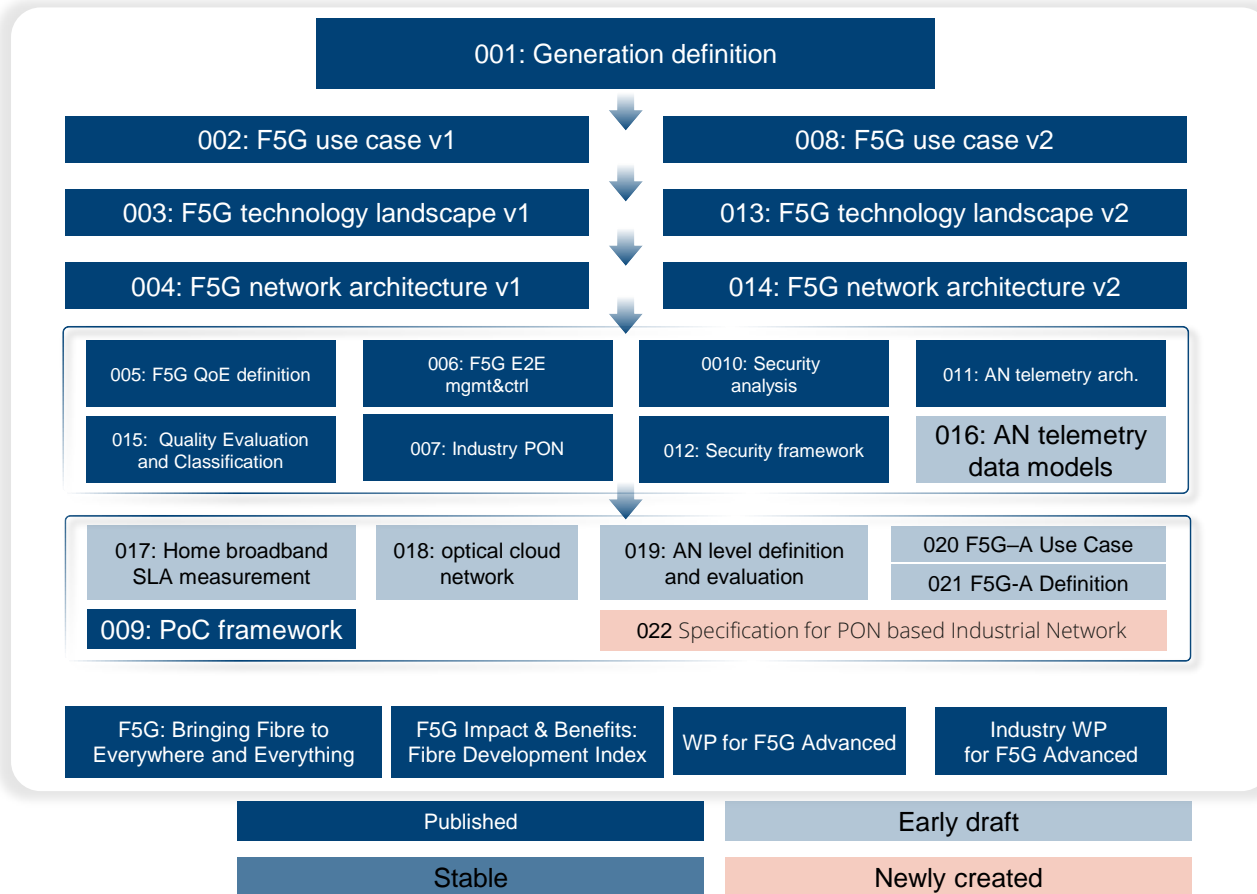 001: Generation definition
002: F5G use case v1
008: F5G use case v2
003: F5G technology landscape v1
013: F5G technology landscape v2
004: F5G network architecture v1
014: F5G network architecture v2
005: F5G QoE definition
006: F5G E2E
mgmt&ctrl
0010: Security
analysis
011: AN telemetry arch.
015: Quality Evaluation
and Classification
007: Industry PON
012: Security framework
016: AN telemetry
data models
017: Home broadband
SLA measurement
018: optical cloud
network
019: AN level definition
and evaluation
020 F5G–A Use Case
021 F5G-A Definition
009: PoC framework
022 Specification for PON based Industrial Network
F5G: Bringing Fibre to
Everywhere and Everything
F5G Impact & Benefits:
Fibre Development Index
WP for F5G Advanced
Industry WP
for F5G Advanced
Published
Early draft
Stable
Newly created